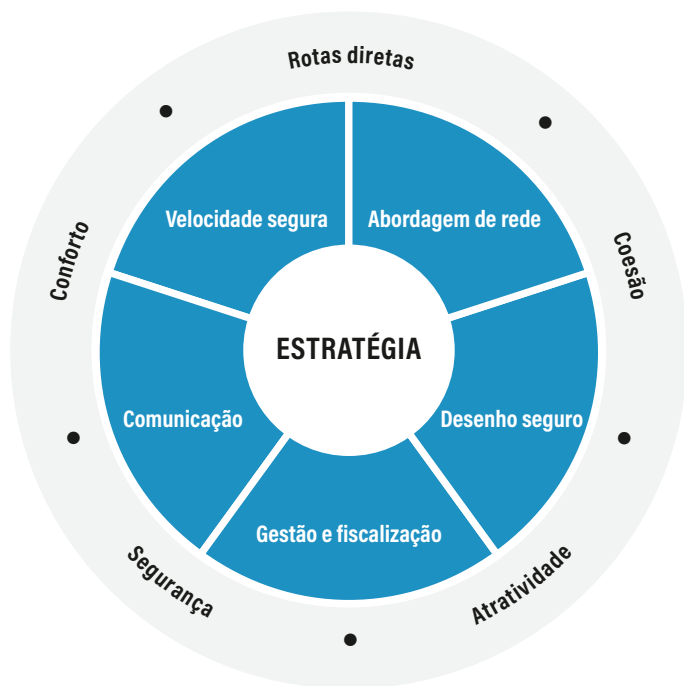 Rotas diretas
Velocidade segura
Abordagem de rede
Conforto
Coesão
ESTRATÉGIA
Comunicação
Desenho seguro
Gestão e fiscalização
Segurança
Atratividade